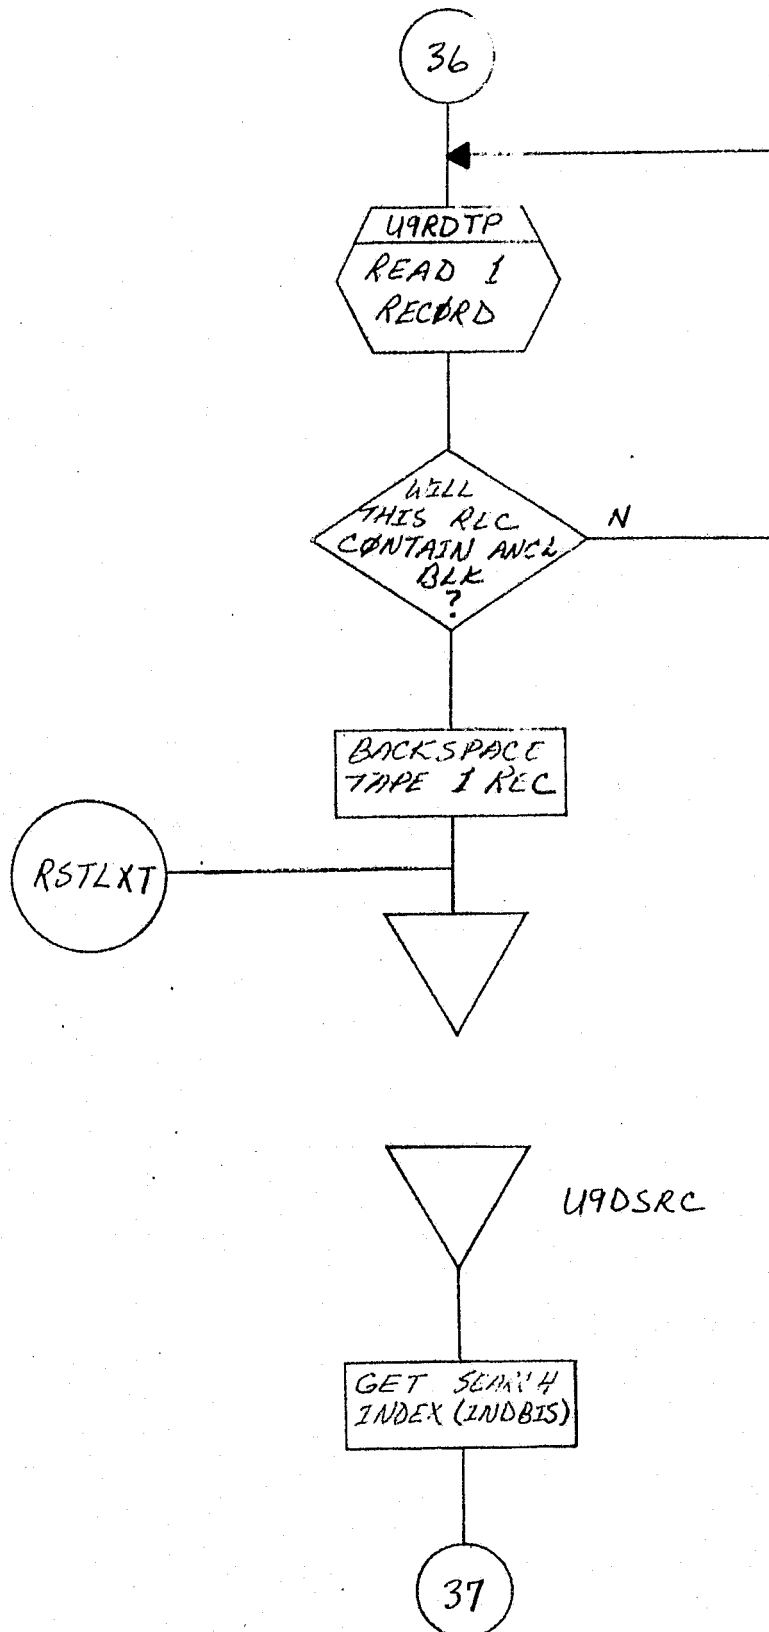 36
U9RDTP
READ 1
RECØRD
WILL
THIS REC
CØNTAIN ANCL
BLK
?
N
BACKSPACE
TAPE 1 REC
RSTLXT
U9DSRC
GET SEARCH
INDEX (INDBIS)
37